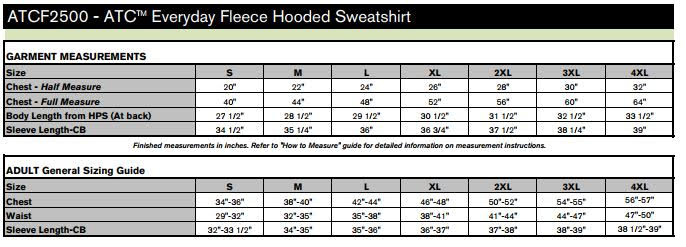 ATCF2500 - ATC™ Everyday Fleece Hooded Sweatshirt
GARMENT MEASUREMENTS
Size S M L XL 2XL 3XL 4XL
Chest - Half Measure 20" 22" 24" 26" 28" 30" 32"
Chest - Full Measure 40" 44" 48" 52" 56" 60" 64"
Body Length from HPS (At back) 27 1/2" 28 1/2" 29 1/2" 30 1/2" 31 1/2" 32 1/2" 33 1/2"
Sleeve Length-CB 34 1/2" 35 1/4" 36" 36 3/4" 37 1/2" 38 1/4" 39"
Finished measurements in inches. Refer to "How to Measure" guide for detailed information on measurement instructions.
ADULT General Sizing Guide
Size S M L XL 2XL 3XL 4XL
Chest 34"-36" 38"-40" 42"-44" 46"-48" 50"-52" 54"-55" 56"-57"
Waist 29"-32" 32"-35" 35"-38" 38"-41" 41"-44" 44"-47" 47"-50"
Sleeve Length-CB 32"-33 1/2" 34"-35" 35"-36" 36"-37" 37"-38" 38"-39" 38 1/2"-39"